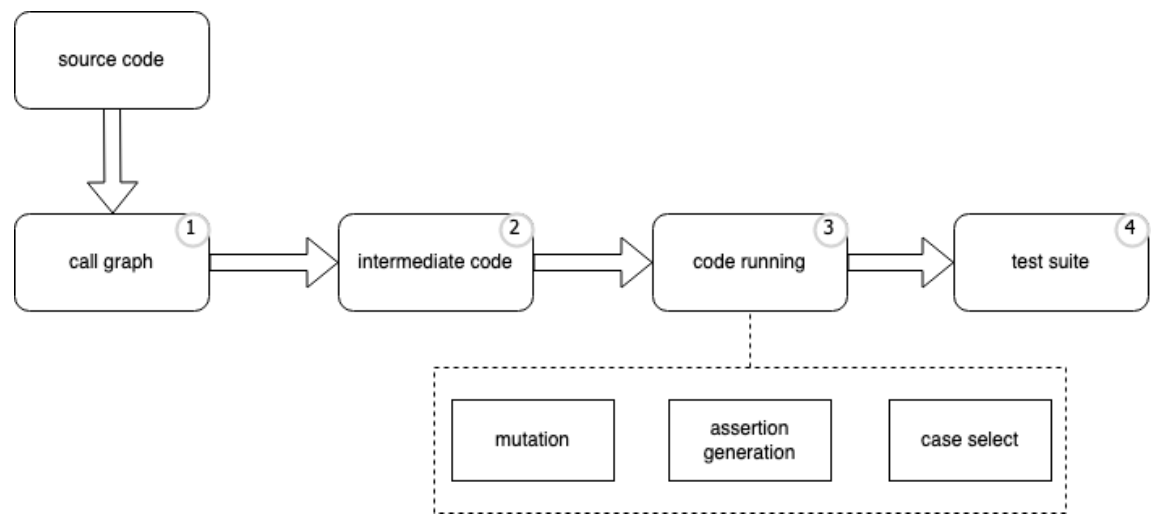 source code
1
call graph
2
intermediate code
3
code running
4
test suite
mutation
assertion
generation
case select